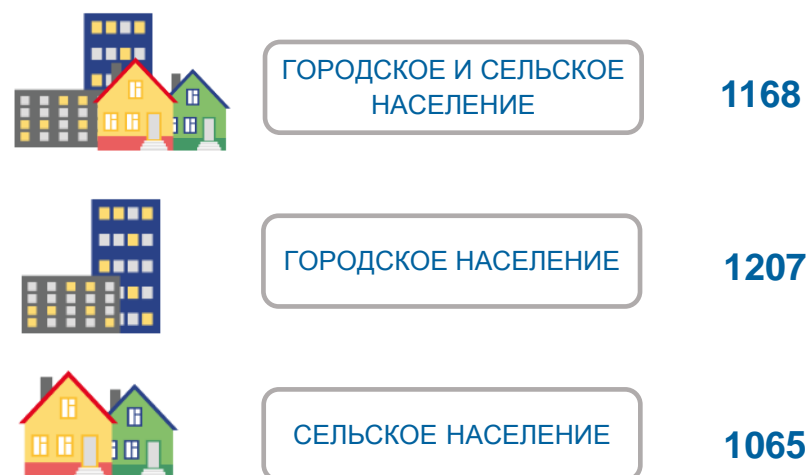 ГОРОДСКОЕ И СЕЛЬСКОЕ
НАСЕЛЕНИЕ
1168
ГОРОДСКОЕ НАСЕЛЕНИЕ
1207
СЕЛЬСКОЕ НАСЕЛЕНИЕ
1065